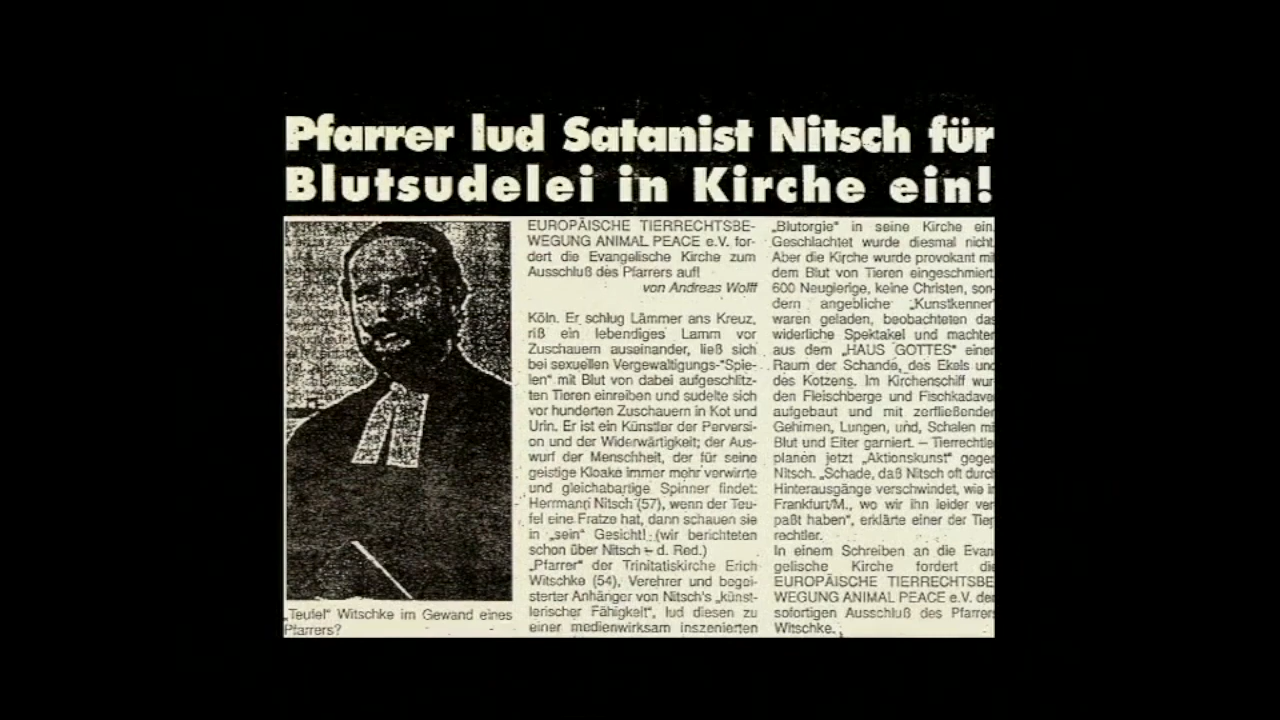 Pfarrer lud Satanist Nitsch für
Blutsudelei in Kirche ein!
„Teufel" Witschke im Gewand eines
Pfarrers?
EUROPÄISCHE TIERRECHTSBE-
WEGUNG ANIMAL PEACE e.V. for-
dert die Evangelische Kirche zum
Ausschluß des Pfarrers auf!
von Andreas Wolff
Köln. Er schlug Lämmer ans Kreuz,
riß ein lebendiges Lamm vor
Zuschauern auseinander, ließ sich
bei sexuellen Vergewaltigungs-"Spie-
len" mit Blut von dabei aufgeschlitz-
ten Tieren einreiben und sudelte sich
vor hunderten Zuschauern in Kot und
Urin. Er ist ein Künstler der Perversi-
on und der Widerwärtigkeit; der Aus-
wurf der Menschheit, der für seine
geistige Kloake immer mehr verwirrte
und gleichabartige Spinner findet:
Herrmann Nitsch (57), wenn der Teu-
fel eine Fratze hat, dann schauen sie
in „sein" Gesicht! (wir berichteten
schon über Nitsch – d. Red.)
„Pfarrer" der Trinitatiskirche Erich
Witschke (54), Verehrer und begei-
sterter Anhänger von Nitsch's „künst-
lerischer Fähigkeit", lud diesen zu
einer medienwirksam inszenierten
„Blutorgie" in seine Kirche ein.
Geschlachtet wurde diesmal nicht.
Aber die Kirche wurde provokant mit
dem Blut von Tieren eingeschmiert.
600 Neugierige, keine Christen, son-
dern angebliche „Kunstkenner"
waren geladen, beobachteten das
widerliche Spektakel und machten
aus dem „HAUS GOTTES" einen
Raum der Schande, des Ekels und
des Kotzens. Im Kirchenschiff wur-
den Fleischberge und Fischkadaver
aufgebaut und mit zerfließenden
Gehirnen, Lungen, und, Schalen mit
Blut und Eiter garniert. – Tierrechtler
planen jetzt „Aktionskunst" gegen
Nitsch. „Schade, daß Nitsch oft durch
Hinterausgänge verschwindet, wie in
Frankfurt/M., wo wir ihn leider ver-
paßt haben", erklärte einer der Tier-
rechtler.
In einem Schreiben an die Evan-
gelische Kirche fordert die
EUROPÄISCHE TIERRECHTSBE-
WEGUNG ANIMAL PEACE e.V. den
sofortigen Ausschluß des Pfarrers
Witschke.